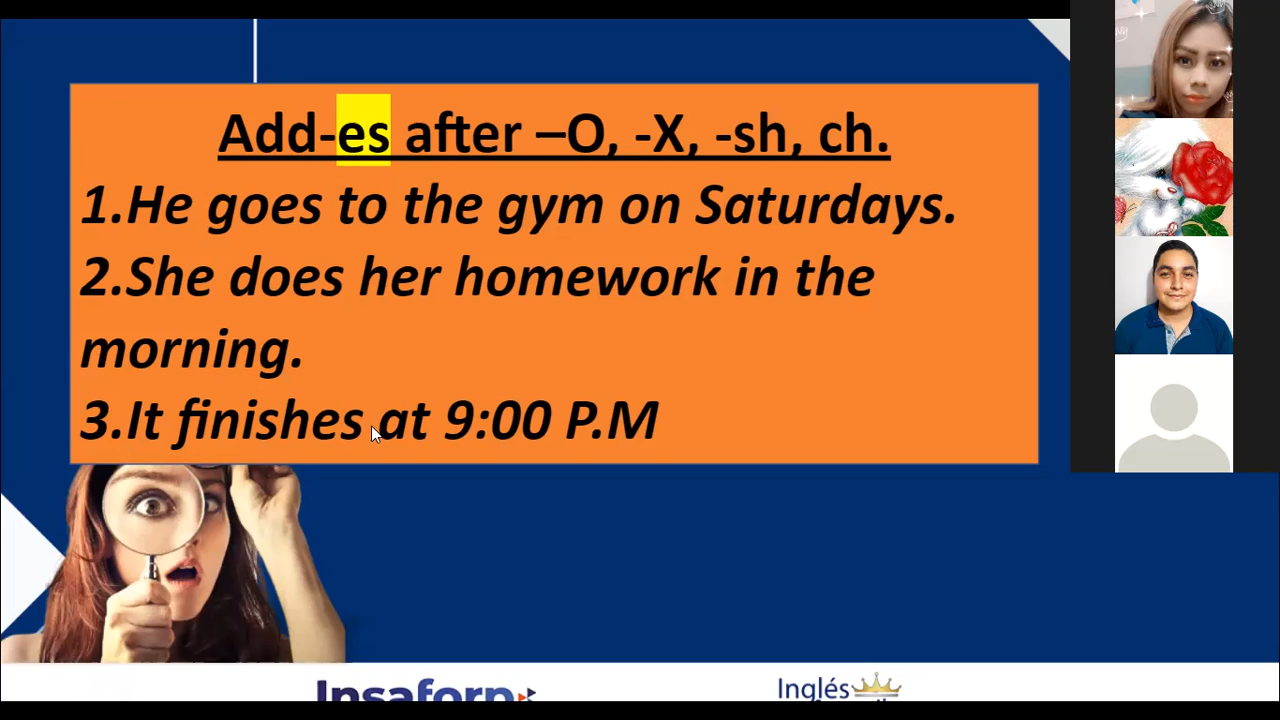 Add-es after –O, -X, -sh, ch.
1.He goes to the gym on Saturdays.
2.She does her homework in the
morning.
3.It finishes at 9:00 P.M
Insaforp
Inglés